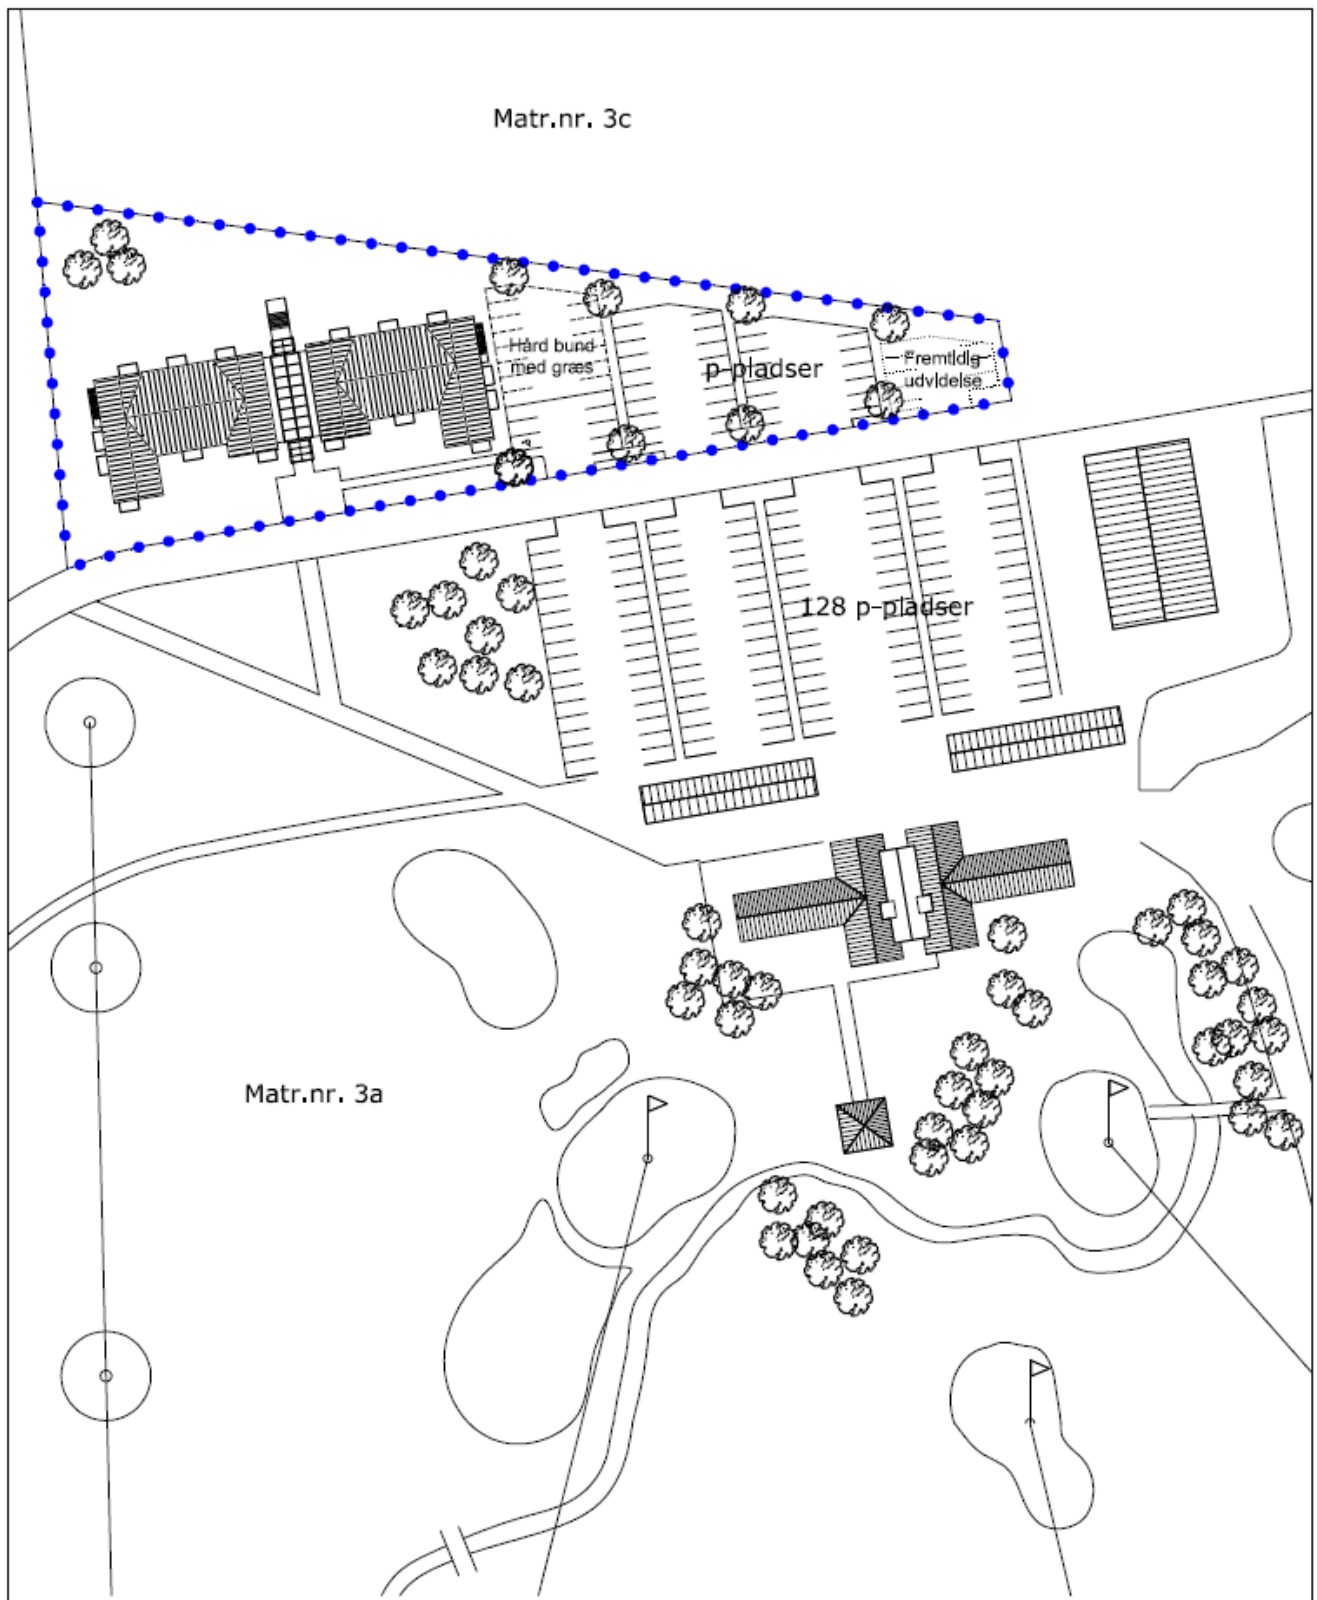 Matr.nr. 3c
Hård bund
med græs
p-pladser
Fremtidig
udvidelse
128 p-pladser
Matr.nr. 3a